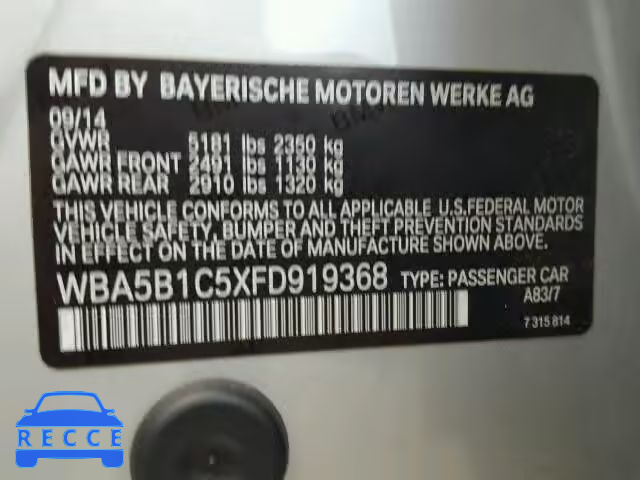 MFD BY BAYERISCHE MOTOREN WERKE AG
09/14
GVWR 5181 lbs 2350 kg
GAWR FRONT 2491 lbs 1130 kg
GAWR REAR 2910 lbs 1320 kg
THIS VEHICLE CONFORMS TO ALL APPLICABLE U.S.FEDERAL MOTOR
VEHICLE SAFETY, BUMPER AND THEFT PREVENTION STANDARDS
IN EFFECT ON THE DATE OF MANUFACTURE SHOWN ABOVE.
WBA5B1C5XFD919368 TYPE: PASSENGER CAR
A83/7
7 315 814
RECCE